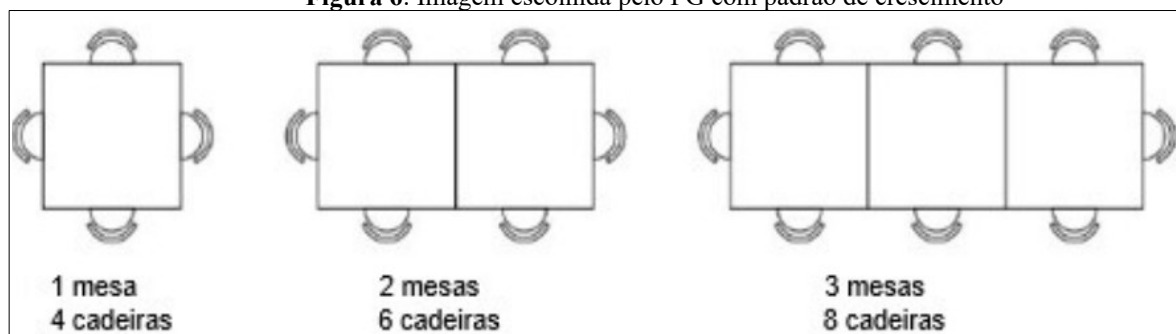 Figura 6. Imagem escolhida pelo PG com padrão de crescimento
1 mesa
4 cadeiras
2 mesas
6 cadeiras
3 mesas
8 cadeiras